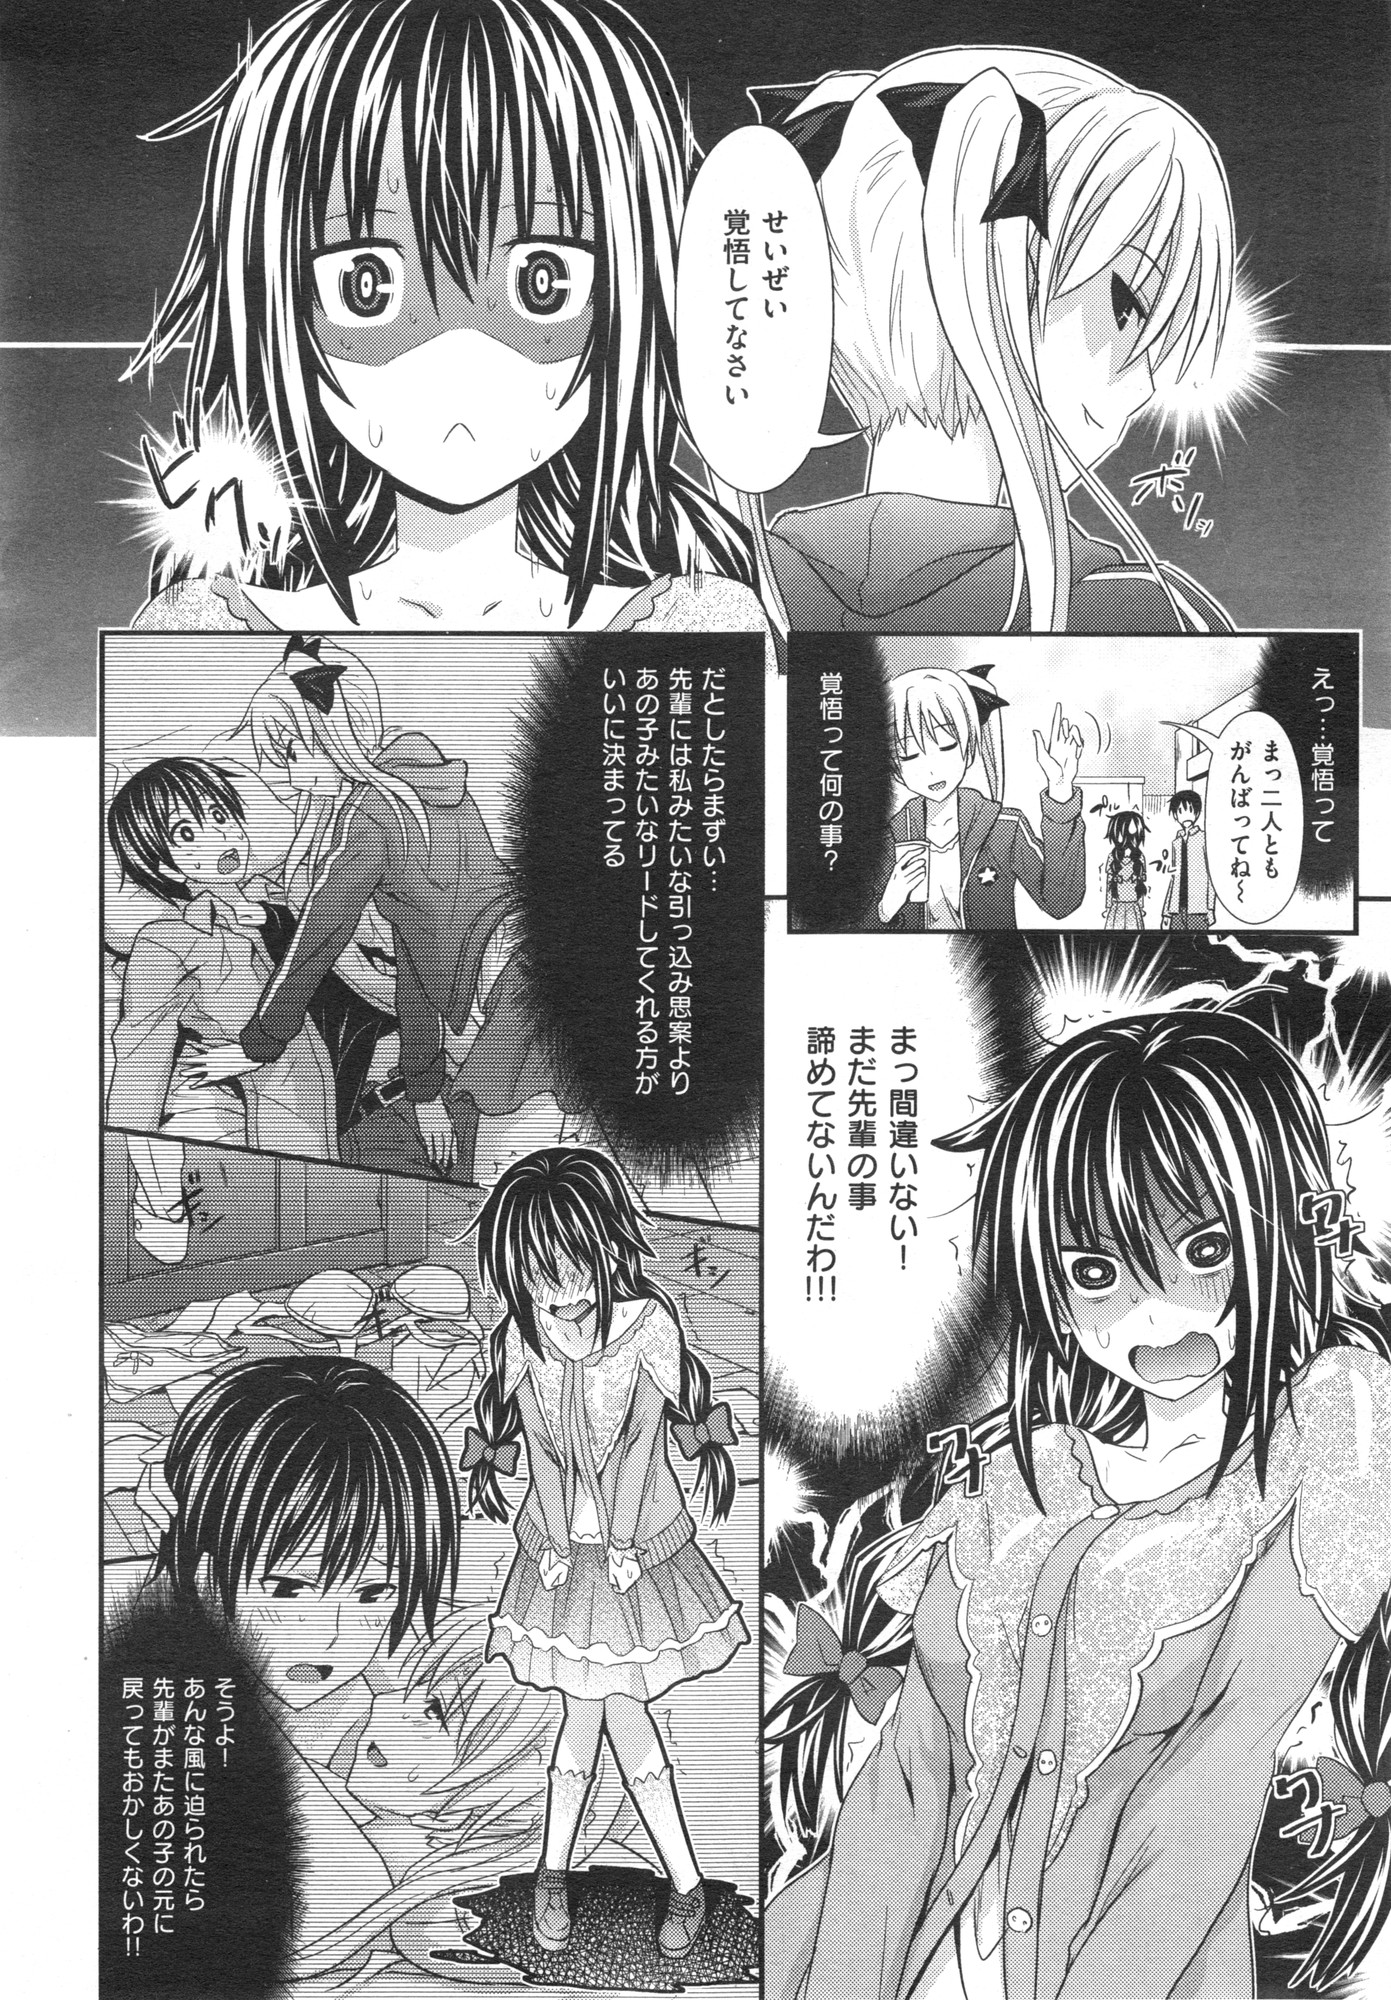 せいぜい
覚悟してなさい
ボソッ
ビクッ
えっ…覚悟って
まっ二人とも
がんばってね～
覚悟って何の事？
まっ間違いない！
まだ先輩の事
諦めてないんだわ!!!
ワナ
ワナ
ワナ
だとしたらまずい…
先輩には私みたいな引っ込み思案より
あの子みたいなリードしてくれる方が
いいに決まってる
ギシ
ギシ
ギシ
そうよ！
あんな風に迫られたら
先輩がまたあの子の元に
戻ってもおかしくないわ!!